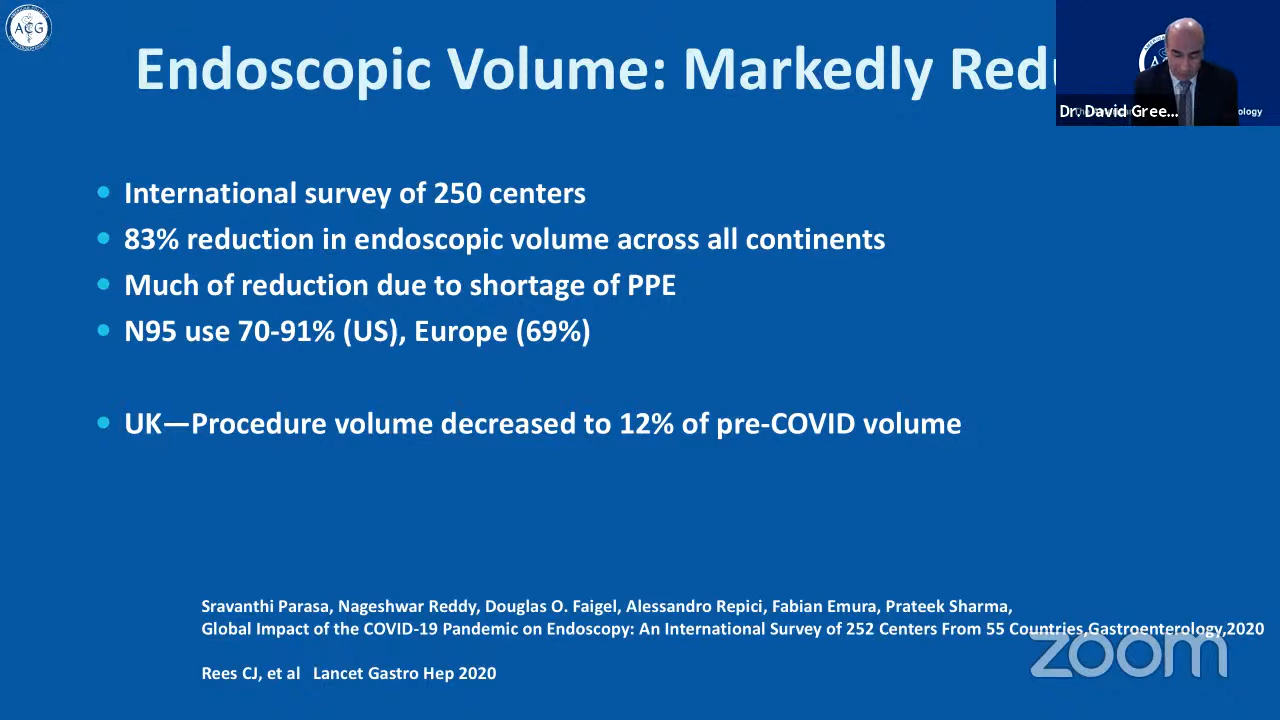 ACG
Endoscopic Volume: Markedly Red
Dr. David Gree...
ology
International survey of 250 centers
83% reduction in endoscopic volume across all continents
Much of reduction due to shortage of PPE
N95 use 70-91% (US), Europe (69%)
UK—Procedure volume decreased to 12% of pre-COVID volume
Sravanthi Parasa, Nageshwar Reddy, Douglas O. Faigel, Alessandro Repici, Fabian Emura, Prateek Sharma,
Global Impact of the COVID-19 Pandemic on Endoscopy: An International Survey of 252 Centers From 55 Countries,Gastroenterology,2020
zoom
Rees CJ, et al Lancet Gastro Hep 2020